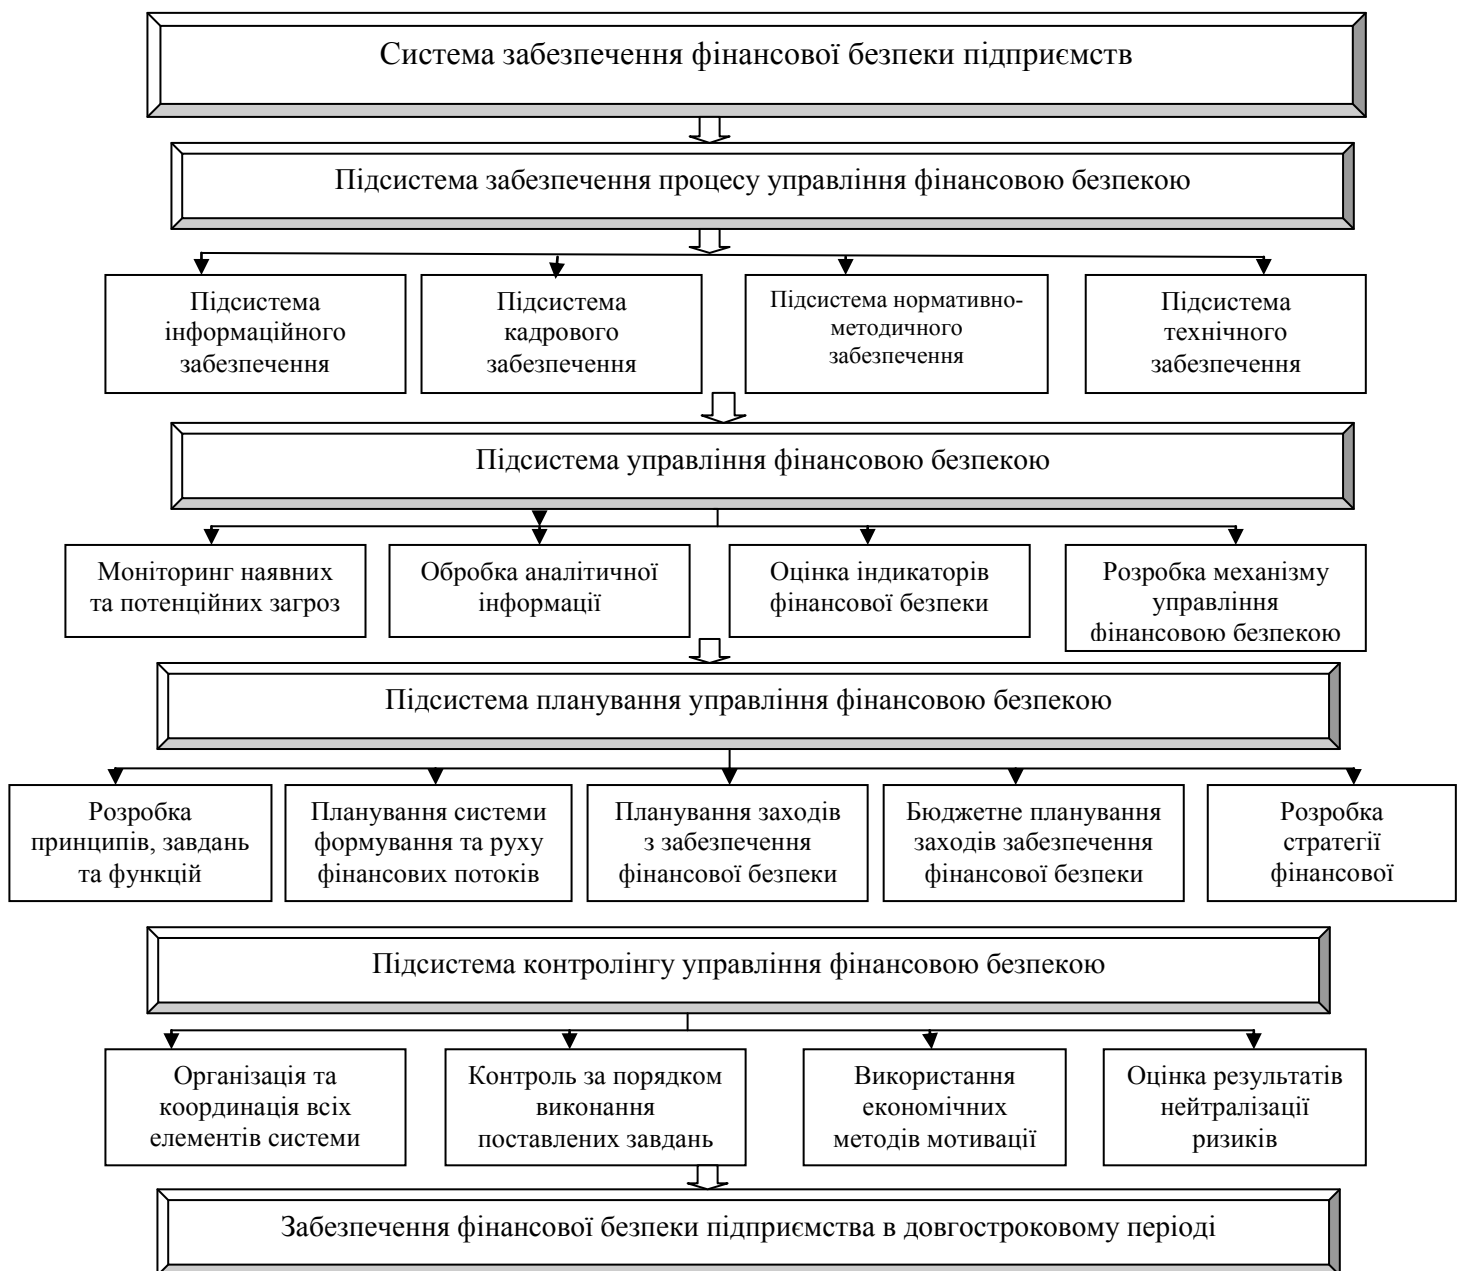 Система забезпечення фінансової безпеки підприємств
Підсистема забезпечення процесу управління фінансовою безпекою
Підсистема
інформаційного
забезпечення
Підсистема
кадрового
забезпечення
Підсистема нормативно-
методичного
забезпечення
Підсистема
технічного
забезпечення
Підсистема управління фінансовою безпекою
Моніторинг наявних
та потенційних загроз
Обробка аналітичної
інформації
Оцінка індикаторів
фінансової безпеки
Розробка механізму
управління
фінансовою безпекою
Підсистема планування управління фінансовою безпекою
Розробка
принципів, завдань
та функцій
Планування системи
формування та руху
фінансових потоків
Планування заходів
з забезпечення
фінансової безпеки
Бюджетне планування
заходів забезпечення
фінансової безпеки
Розробка
стратегії
фінансової
Підсистема контролінгу управління фінансовою безпекою
Організація та
координація всіх
елементів системи
Контроль за порядком
виконання
поставлених завдань
Використання
економічних
методів мотивації
Оцінка результатів
нейтралізації
ризиків
Забезпечення фінансової безпеки підприємства в довгостроковому періоді